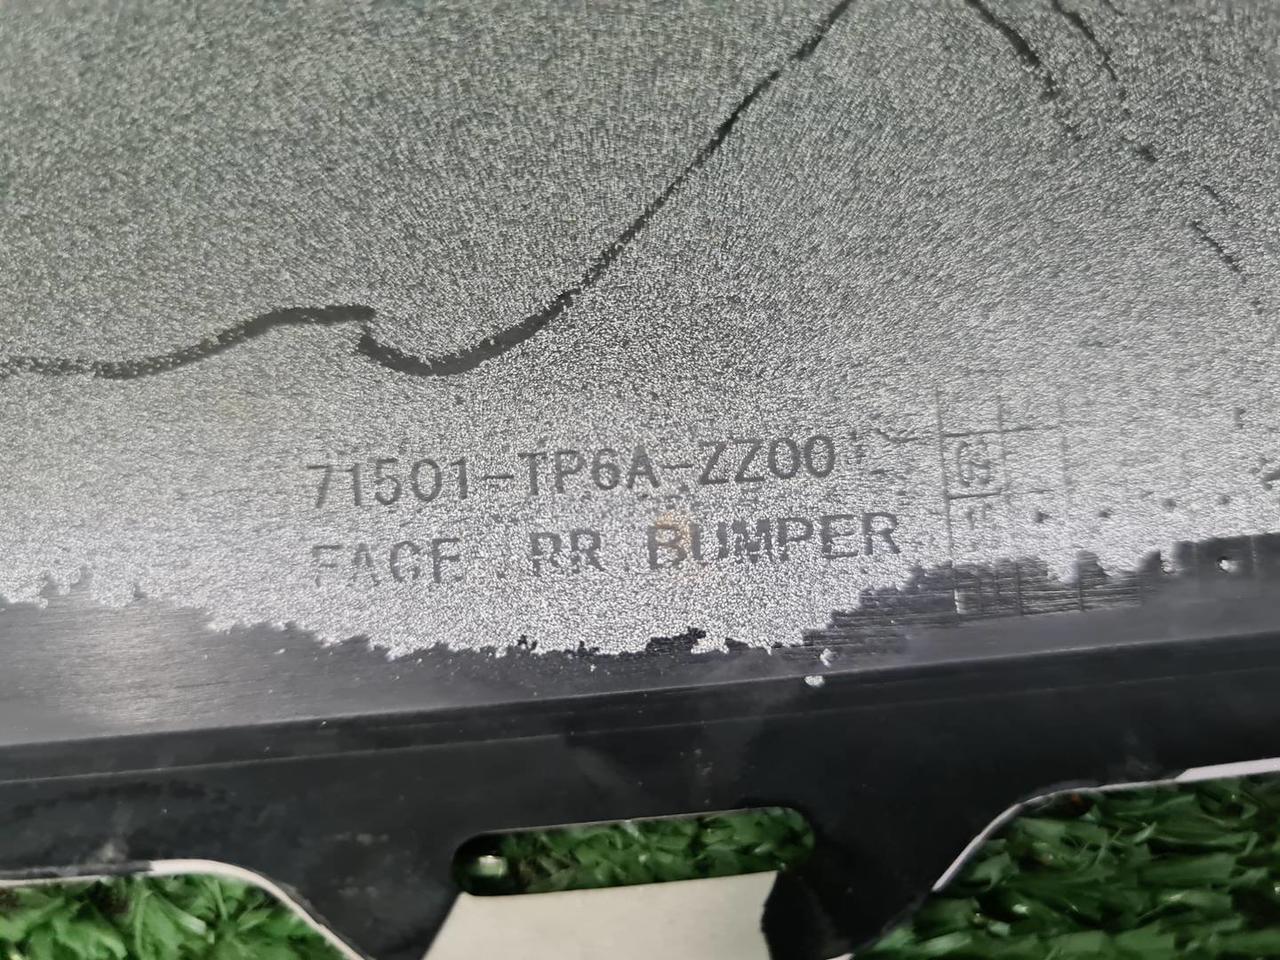 71501-TP6A-ZZ00
FACE, RR. BUMPER